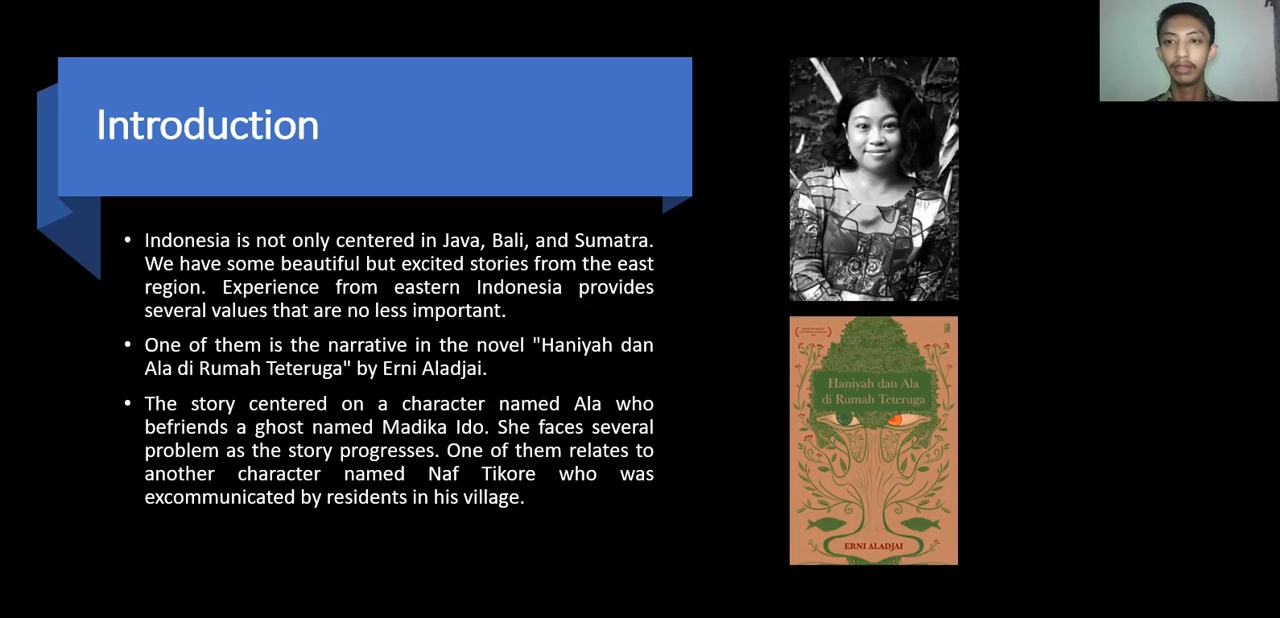 Introduction
• Indonesia is not only centered in Java, Bali, and Sumatra.
We have some beautiful but excited stories from the east
region. Experience from eastern Indonesia provides
several values that are no less important.
• One of them is the narrative in the novel "Haniyah dan
Ala di Rumah Teteruga" by Erni Aladjai.
• The story centered on a character named Ala who
befriends a ghost named Madika Ido. She faces several
problem as the story progresses. One of them relates to
another character named Naf Tikore who was
excommunicated by residents in his village.
Haniyah dan Ala
di Rumah Teteruga
ERNI ALADJAI